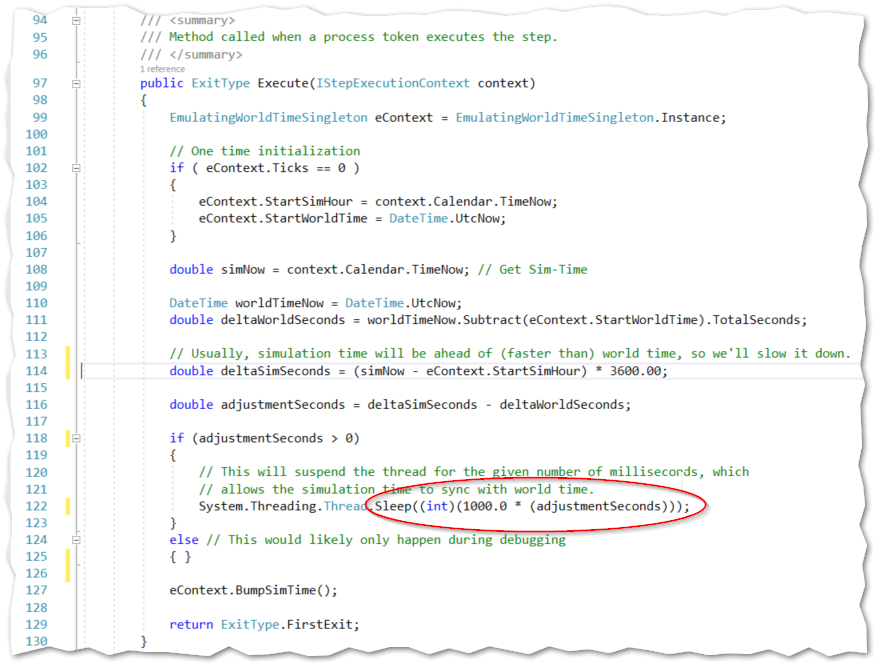 94 /// <summary>
95 /// Method called when a process token executes the step.
96 /// </summary>
1 reference
97 public ExitType Execute(IStepExecutionContext context)
98 {
99 EmulatingWorldTimeSingleton eContext = EmulatingWorldTimeSingleton.Instance;
100
101 // One time initialization
102 if ( eContext.Ticks == 0 )
103 {
104 eContext.StartSimHour = context.Calendar.TimeNow;
105 eContext.StartWorldTime = DateTime.UtcNow;
106 }
107
108 double simNow = context.Calendar.TimeNow; // Get Sim-Time
109
110 DateTime worldTimeNow = DateTime.UtcNow;
111 double deltaWorldSeconds = worldTimeNow.Subtract(eContext.StartWorldTime).TotalSeconds;
112
113 // Usually, simulation time will be ahead of (faster than) world time, so we'll slow it down.
114 double deltaSimSeconds = (simNow - eContext.StartSimHour) * 3600.00;
115
116 double adjustmentSeconds = deltaSimSeconds - deltaWorldSeconds;
117
118 if (adjustmentSeconds > 0)
119 {
120 // This will suspend the thread for the given number of millisecords, which
121 // allows the simulation time to sync with world time.
122 System.Threading.Thread.Sleep((int)(1000.0 * (adjustmentSeconds)));
123 }
124 else // This would likely only happen during debugging
125 { }
126
127 eContext.BumpSimTime();
128
129 return ExitType.FirstExit;
130 }